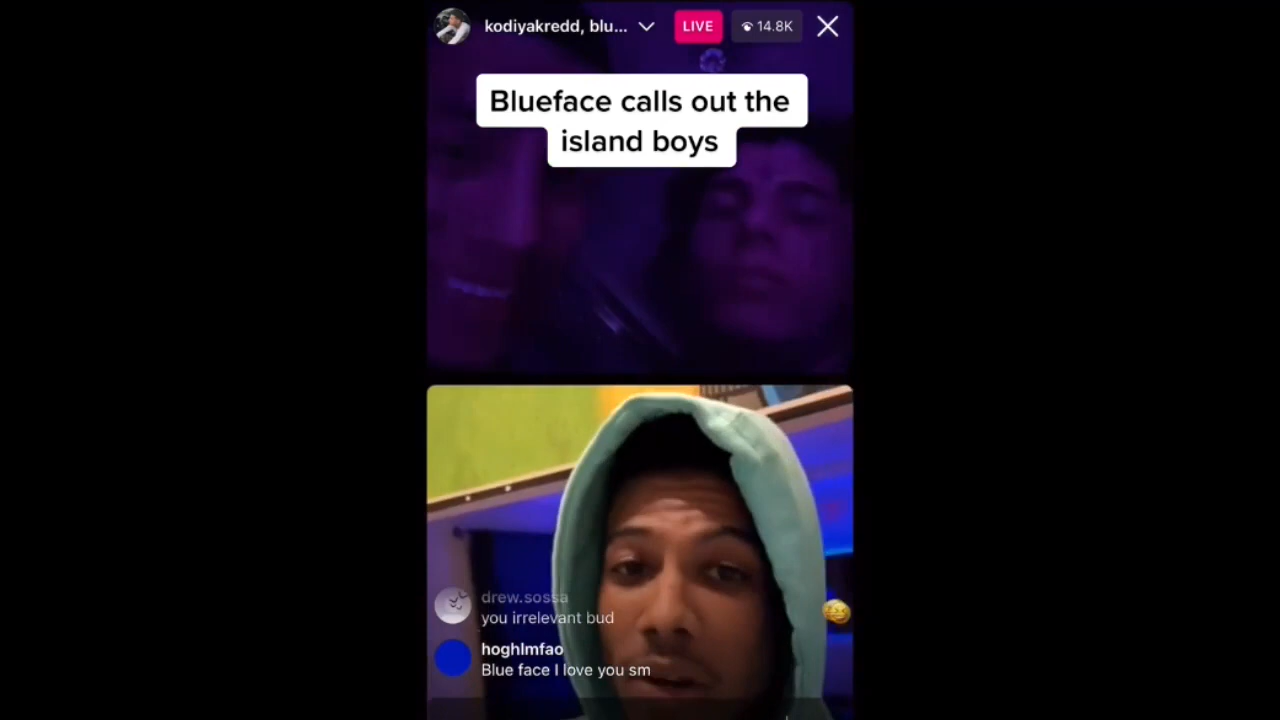 kodiyakredd, blu...
LIVE
14.8K
Blueface calls out the
island boys
drew.sossa
you irrelevant bud
hoghlmfao
Blue face I love you sm